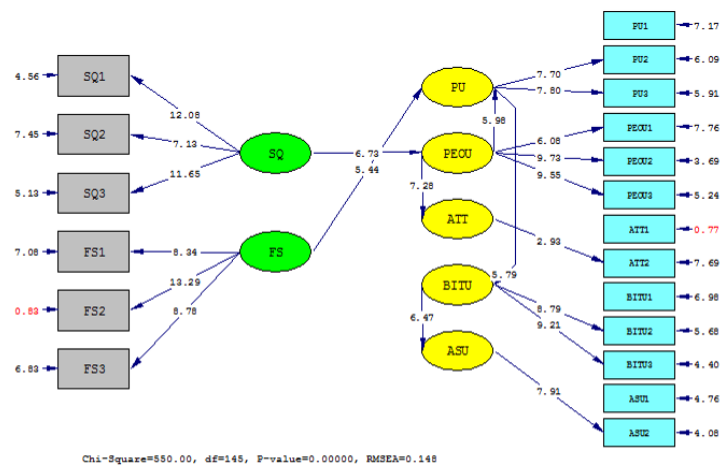 PU1 7.17
4.56 SQ1 PU2 6.09
7.70
12.08 PU 7.80 PU3 5.91
7.45 SQ2 7.13 5.98 6.08 PEOU1 7.76
SQ 6.73 PEOU 9.73 PEOU2 3.69
5.44 9.55
5.13 SQ3 11.65 7.28 PEOU3 5.24
ATT ATT1 0.77
7.08 FS1 8.34 FS 2.93 ATT2 7.69
13.29 5.79
BITU BITU1 6.98
0.83 FS2 8.78 6.47 8.79 BITU2 5.68
9.21
ASU BITU3 4.40
6.83 FS3 7.91 ASU1 4.76
ASU2 4.08
Chi-Square=550.00, df=145, P-value=0.00000, RMSEA=0.148